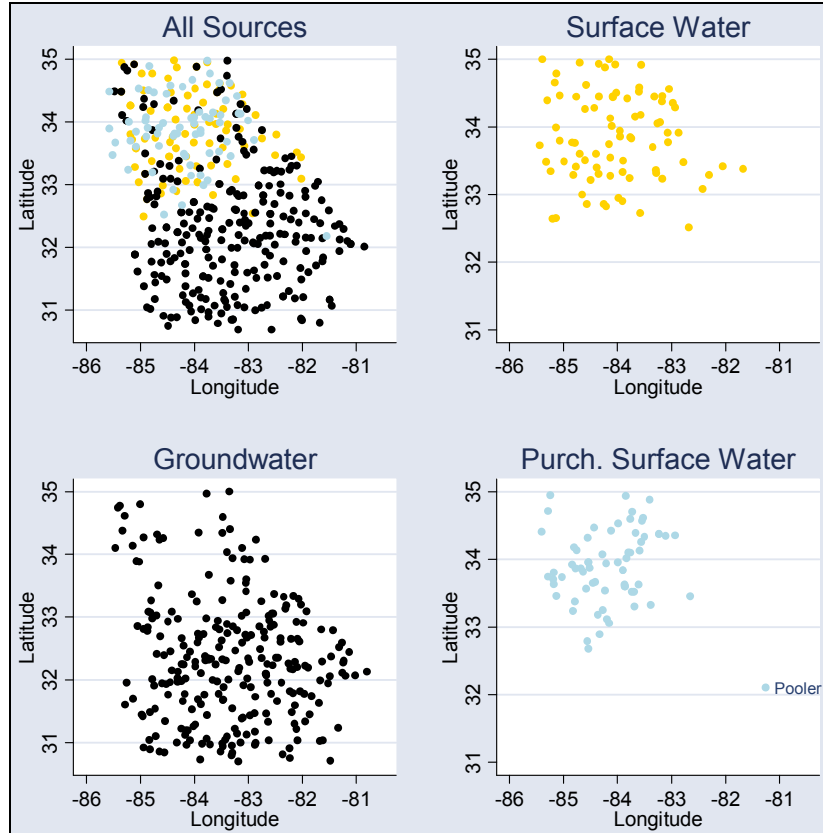 All Sources
35
34
33
32
31
Latitude
-86 -85 -84 -83 -82 -81
Longitude
Surface Water
35
34
33
32
31
Latitude
-86 -85 -84 -83 -82 -81
Longitude
Groundwater
35
34
33
32
31
Latitude
-86 -85 -84 -83 -82 -81
Longitude
Purch. Surface Water
35
34
33
32
31
Latitude
Pooler
-86 -85 -84 -83 -82 -81
Longitude